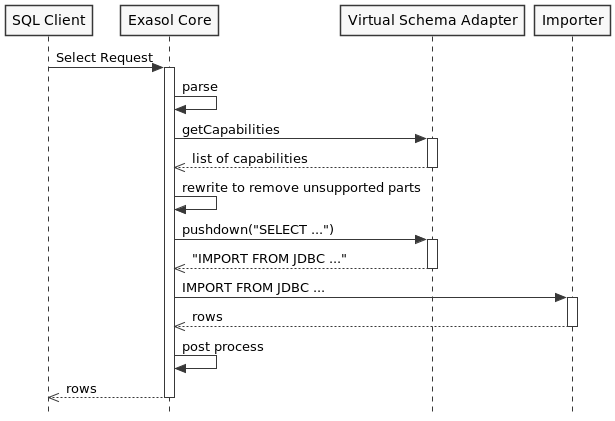 SQL Client
Exasol Core
Virtual Schema Adapter
Importer
Select Request
parse
getCapabilities
list of capabilities
rewrite to remove unsupported parts
pushdown("SELECT ...")
"IMPORT FROM JDBC ..."
IMPORT FROM JDBC ...
rows
post process
rows